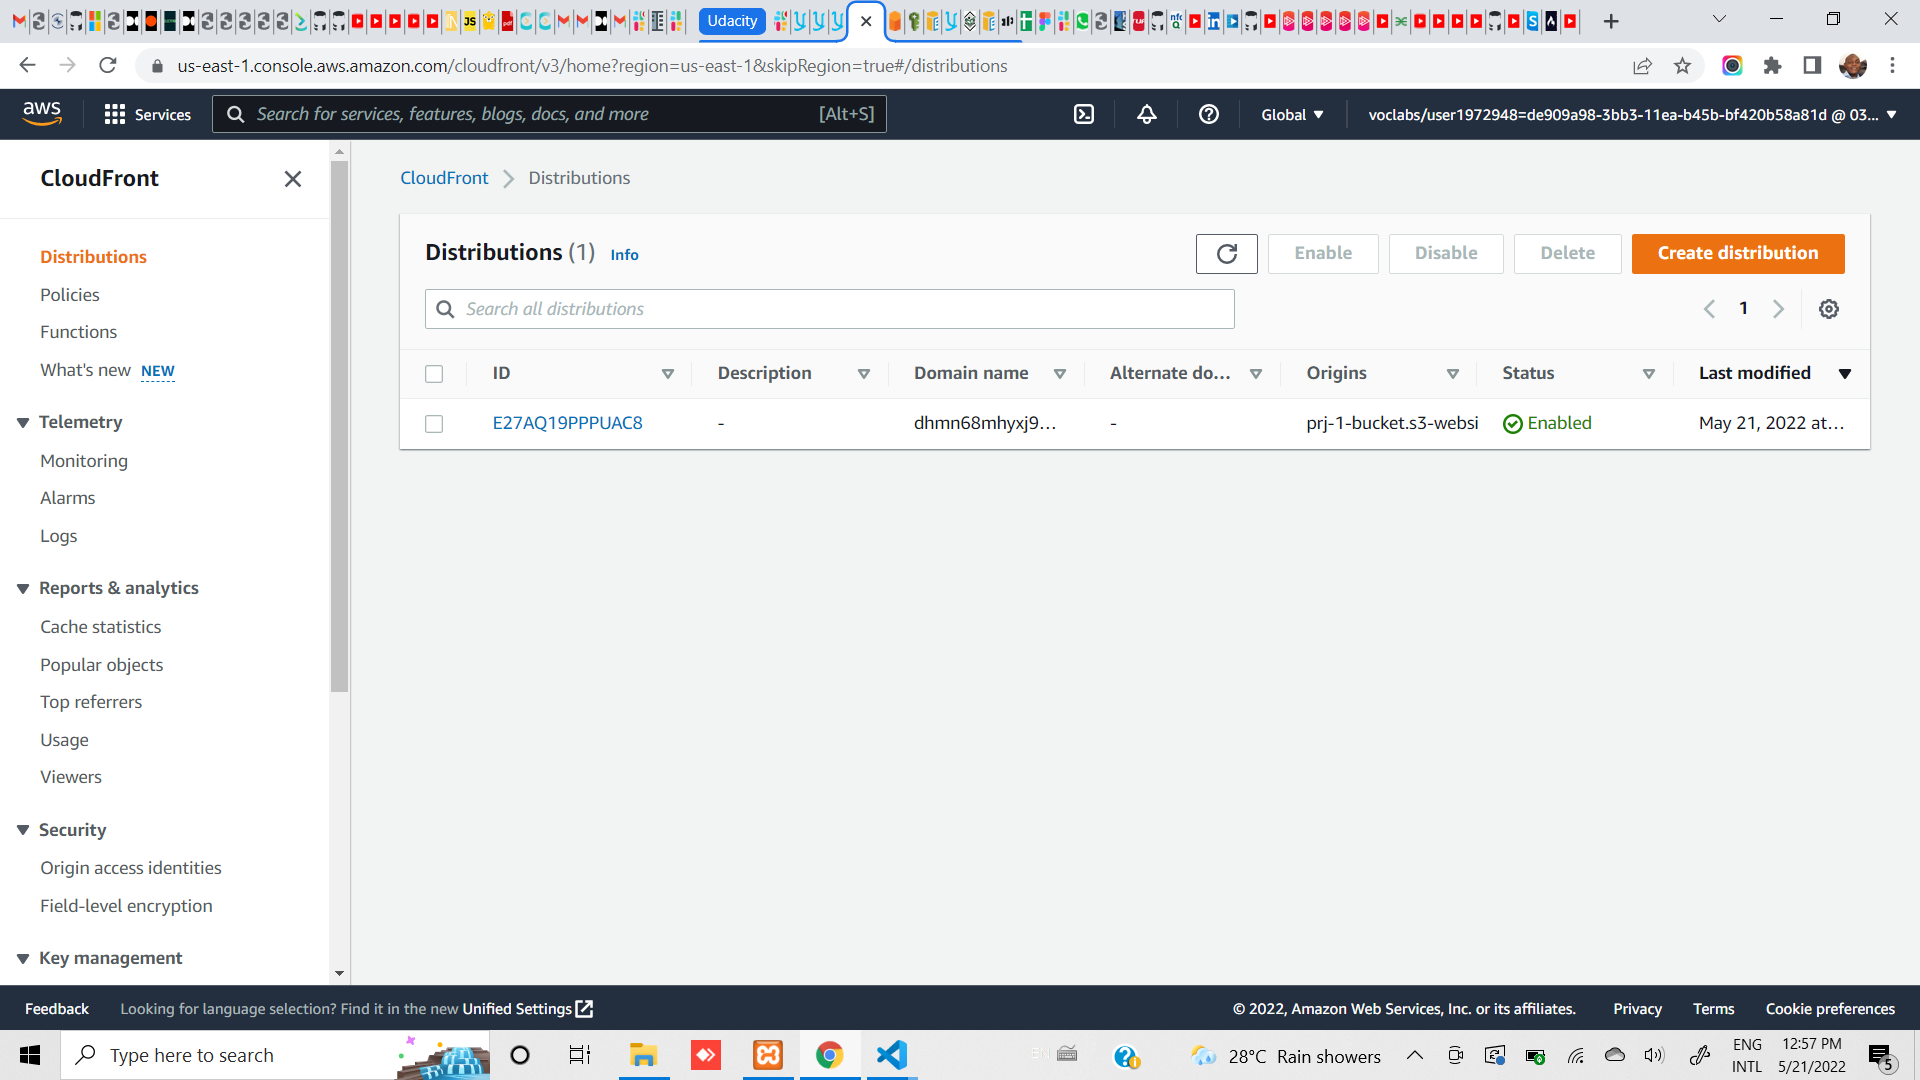 Udacity
us-east-1.console.aws.amazon.com/cloudfront/v3/home?region=us-east-1&skipRegion=true#/distributions
aws
Services
Search for services, features, blogs, docs, and more
[Alt+S]
Global
voclabs/user1972948=de909a98-3bb3-11ea-b45b-bf420b58a81d @ 03...
CloudFront
Distributions
Policies
Functions
What's new NEW
Telemetry
Monitoring
Alarms
Logs
Reports & analytics
Cache statistics
Popular objects
Top referrers
Usage
Viewers
Security
Origin access identities
Field-level encryption
Key management
CloudFront
Distributions
Distributions (1) Info
Enable
Disable
Delete
Create distribution
Search all distributions
1
ID
Description
Domain name
Alternate do...
Origins
Status
Last modified
E27AQ19PPPUAC8
-
dhmn68mhyxj9...
-
prj-1-bucket.s3-websi
Enabled
May 21, 2022 at...
Feedback
Looking for language selection? Find it in the new Unified Settings
© 2022, Amazon Web Services, Inc. or its affiliates.
Privacy
Terms
Cookie preferences
Type here to search
28°C Rain showers
ENG
INTL
12:57 PM
5/21/2022
5